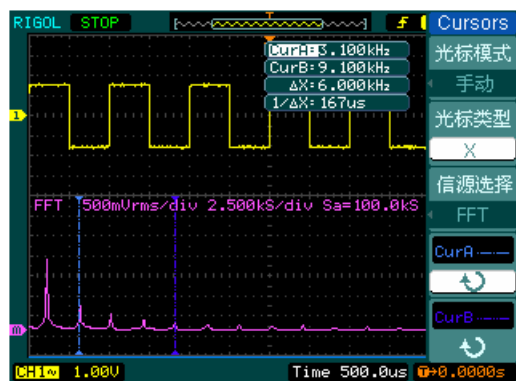 RIGOL STOP
Cursors
CurA=3.100kHz
CurB=9.100kHz
ΔX=6.000kHz
1/ΔX=167us
光标模式
手动
光标类型
X
信源选择
FFT
CurA
CurB
1
FFT 500mVrms/div 2.500kS/div Sa=100.0kS
m
CH1~ 1.00V Time 500.0us T→0.0000s